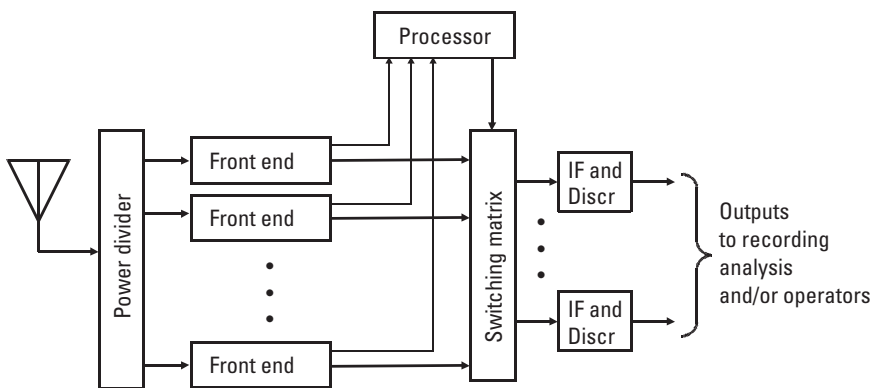 Processor
Front end
Front end
Front end
Power divider
Switching matrix
IF and
Discr
IF and
Discr
Outputs
to recording
analysis
and/or operators